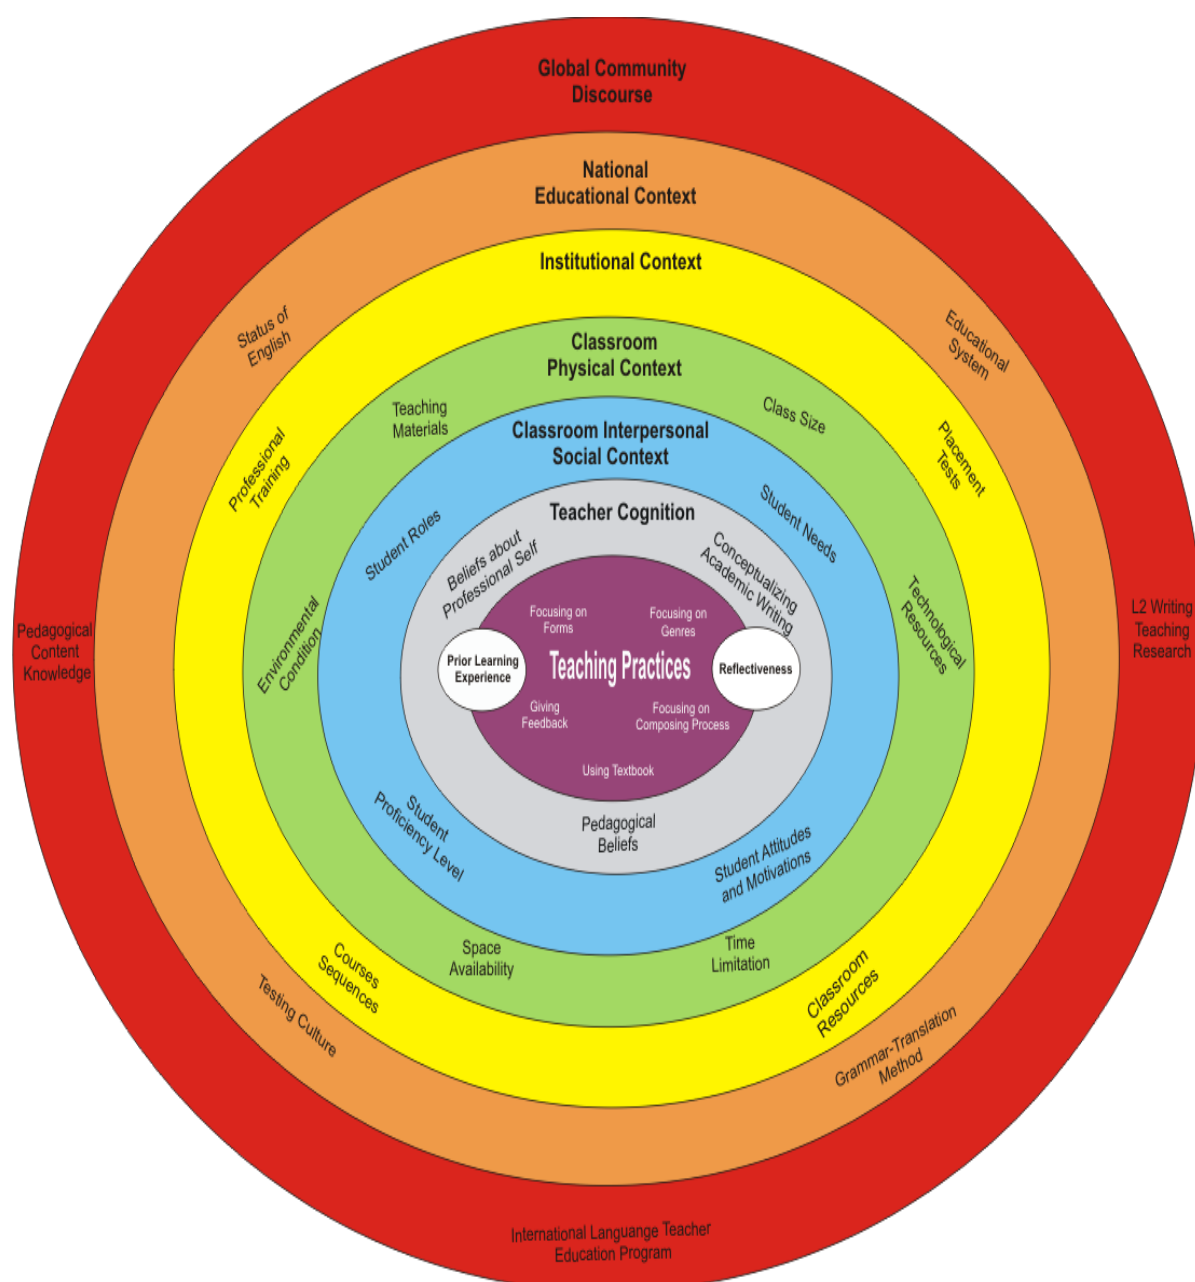 Global Community
Discourse
National
Educational Context
Institutional Context
Status of
English
Educational
System
Classroom
Physical Context
Teaching
Materials
Class Size
Professional
Training
Placement
Tests
Classroom Interpersonal
Social Context
Student Roles
Student Needs
Teacher Cognition
Beliefs about
Professional Self
Conceptualizing
Academic Writing
Environmental
Condition
Technological
Resources
Pedagogical
Content
Knowledge
L2 Writing
Teaching
Research
Focusing on
Forms
Focusing on
Genres
Prior Learning
Experience
Teaching Practices
Reflectiveness
Giving
Feedback
Focusing on
Composing Process
Using Textbook
Pedagogical
Beliefs
Student
Proficiency Level
Student Attitudes
and Motivations
Space
Availability
Time
Limitation
Courses
Sequences
Classroom
Resources
Testing Culture
Grammar-Translation
Method
International Languange Teacher
Education Program